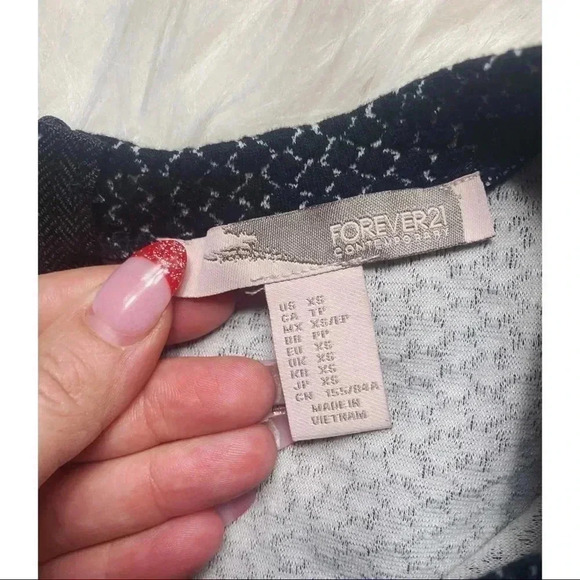 FOREVER21
CONTEMPORARY
US XS
CA TP
MX XS/EP
BR PP
EU XS
UK XS
KR XS
JP XS
CN 155/84A
MADE IN
VIETNAM